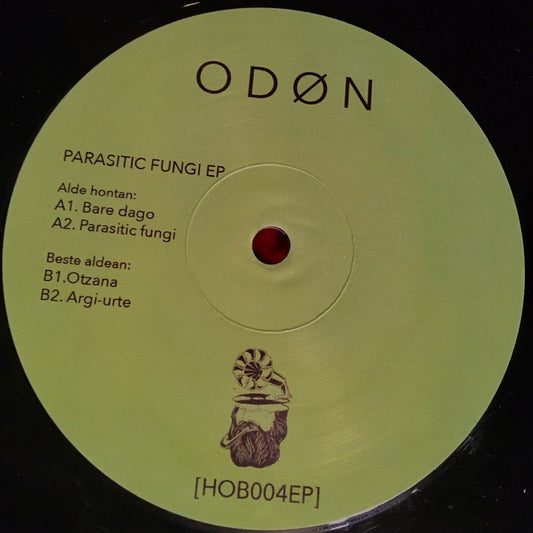 ODØN
PARASITIC FUNGI EP
Alde hontan:
A1. Bare dago
A2. Parasitic fungi
Beste aldean:
B1.Otzana
B2. Argi-urte
[HOB004EP]